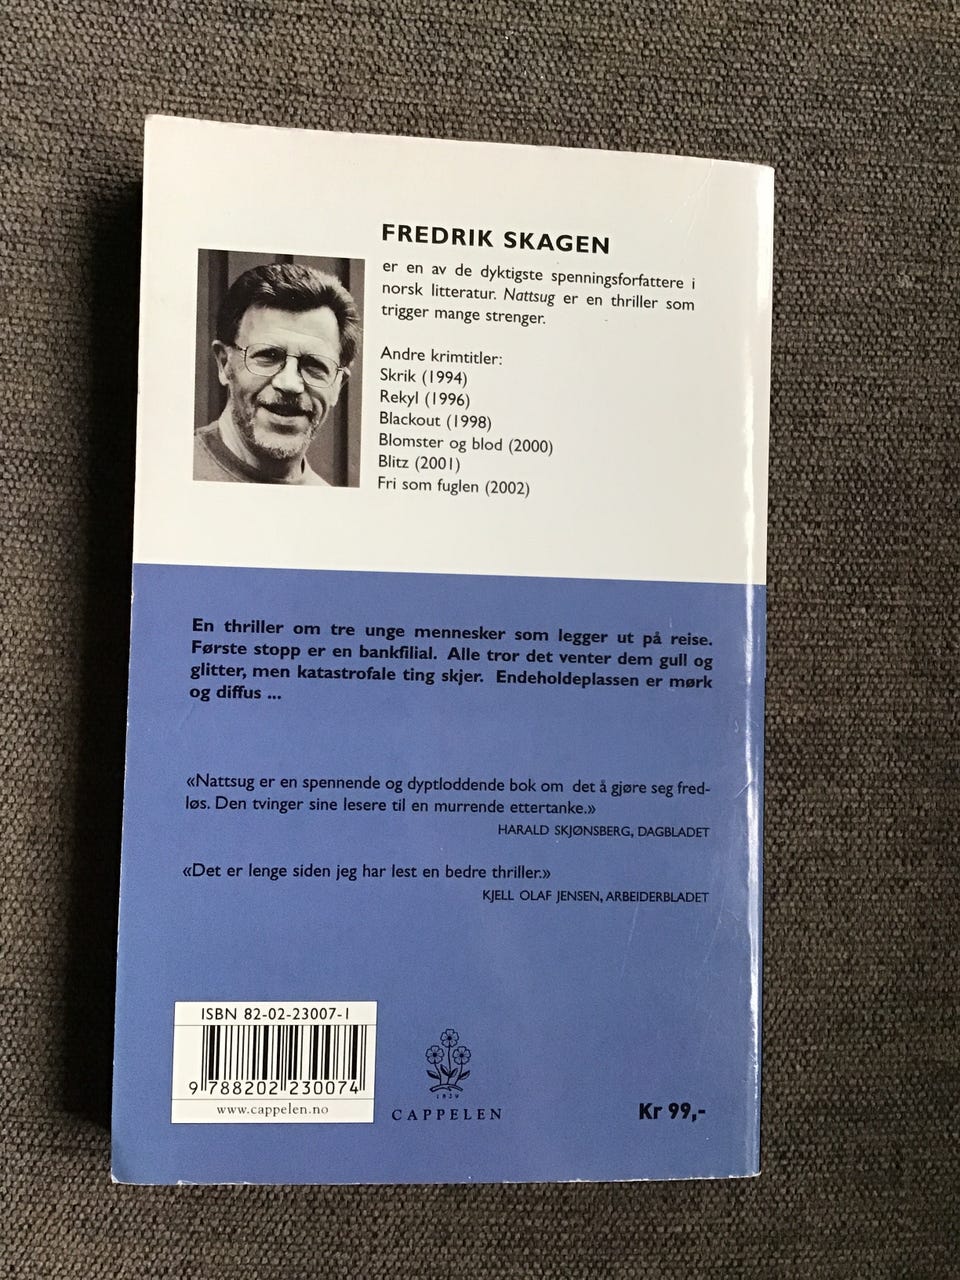 FREDRIK SKAGEN
er en av de dyktigste spenningsforfattere i
norsk litteratur. Nattsug er en thriller som
trigger mange strenger.
Andre krimtitler:
Skrik (1994)
Rekyl (1996)
Blackout (1998)
Blomster og blod (2000)
Blitz (2001)
Fri som fuglen (2002)
En thriller om tre unge mennesker som legger ut på reise.
Første stopp er en bankfilial. Alle tror det venter dem gull og
glitter, men katastrofale ting skjer. Endeholdeplassen er mørk
og diffus ...
«Nattsug er en spennende og dyptloddende bok om det å gjøre seg fred-
løs. Den tvinger sine lesere til en murrende ettertanke.»
HARALD SKJØNSBERG, DAGBLADET
«Det er lenge siden jeg har lest en bedre thriller.»
KJELL OLAF JENSEN, ARBEIDERBLADET
ISBN 82-02-23007-1
9 788202 230074
www.cappelen.no
1829
CAPPELEN
Kr 99,-